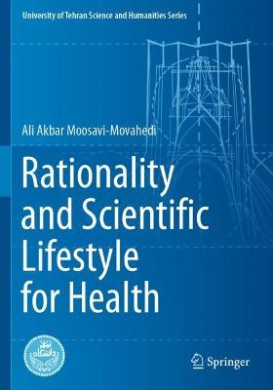 University of Tehran Science and Humanities Series
Ali Akbar Moosavi-Movahedi
Rationality
and Scientific
Lifestyle
for Health
Springer